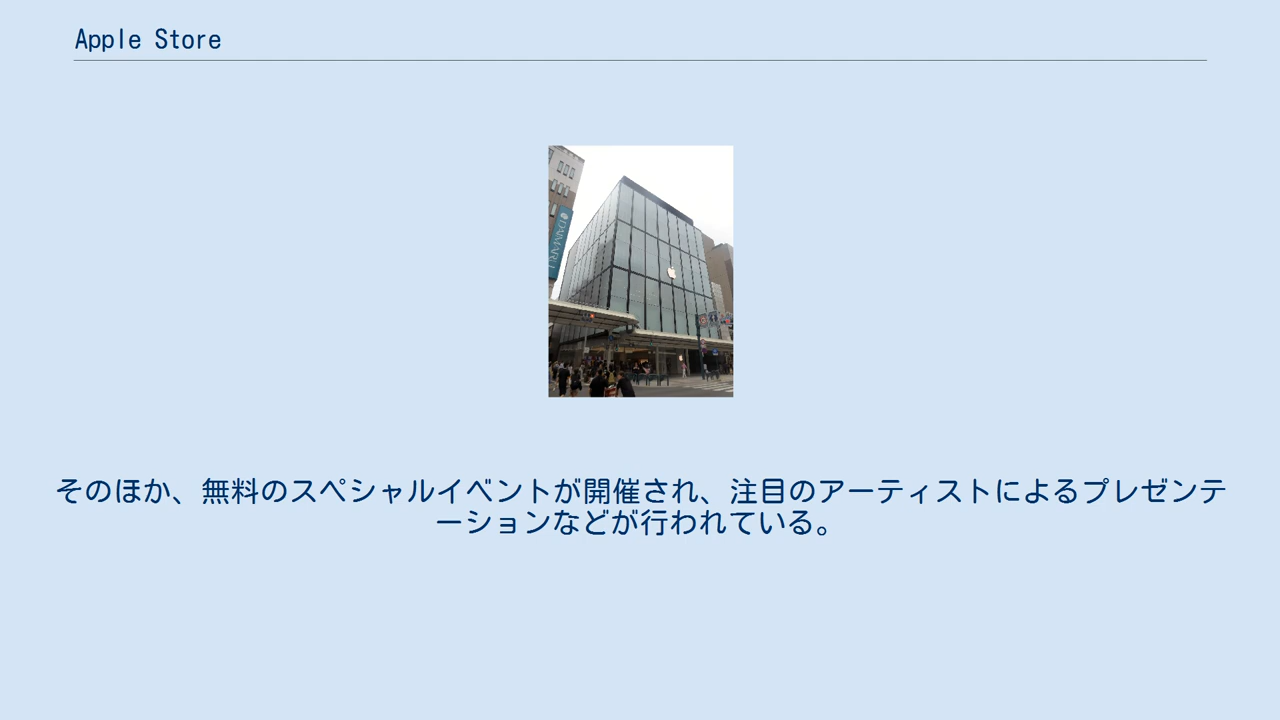 Apple Store
DAIMARU
そのほか、無料のスペシャルイベントが開催され、注目のアーティストによるプレゼンテ
ーションなどが行われている。